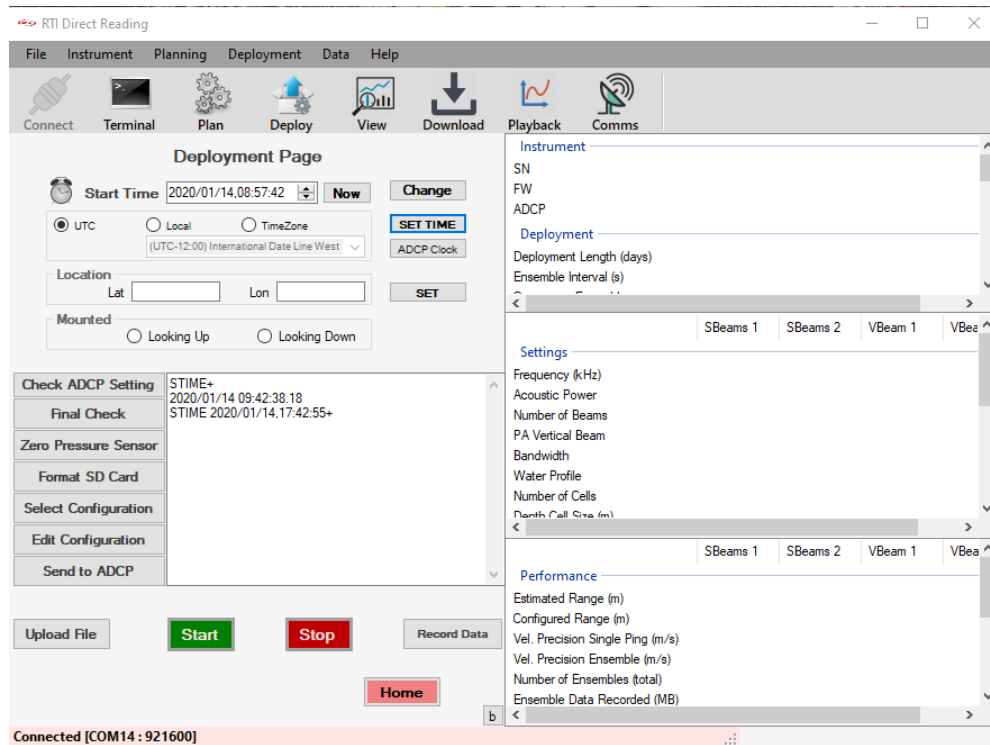 RTI Direct Reading
File Instrument Planning Deployment Data Help
Connect Terminal Plan Deploy View Download Playback Comms
Deployment Page
Start Time 2020/01/14,08:57:42 Now Change
UTC Local TimeZone SET TIME
(UTC-12:00) International Date Line West ADCP Clock
Location
Lat Lon SET
Mounted
Looking Up Looking Down
Check ADCP Setting
Final Check
Zero Pressure Sensor
Format SD Card
Select Configuration
Edit Configuration
Send to ADCP
STIME+
2020/01/14 09:42:38.18
STIME 2020/01/14,17:42:55+
Upload File Start Stop Record Data
Home
b
Instrument
SN
FW
ADCP
Deployment
Deployment Length (days)
Ensemble Interval (s)
SBeams 1 SBeams 2 VBeam 1 VBea
Settings
Frequency (kHz)
Acoustic Power
Number of Beams
PA Vertical Beam
Bandwidth
Water Profile
Number of Cells
Depth Cell Size (m)
SBeams 1 SBeams 2 VBeam 1 VBea
Performance
Estimated Range (m)
Configured Range (m)
Vel. Precision Single Ping (m/s)
Vel. Precision Ensemble (m/s)
Number of Ensembles (total)
Ensemble Data Recorded (MB)
Connected [COM14 : 921600]